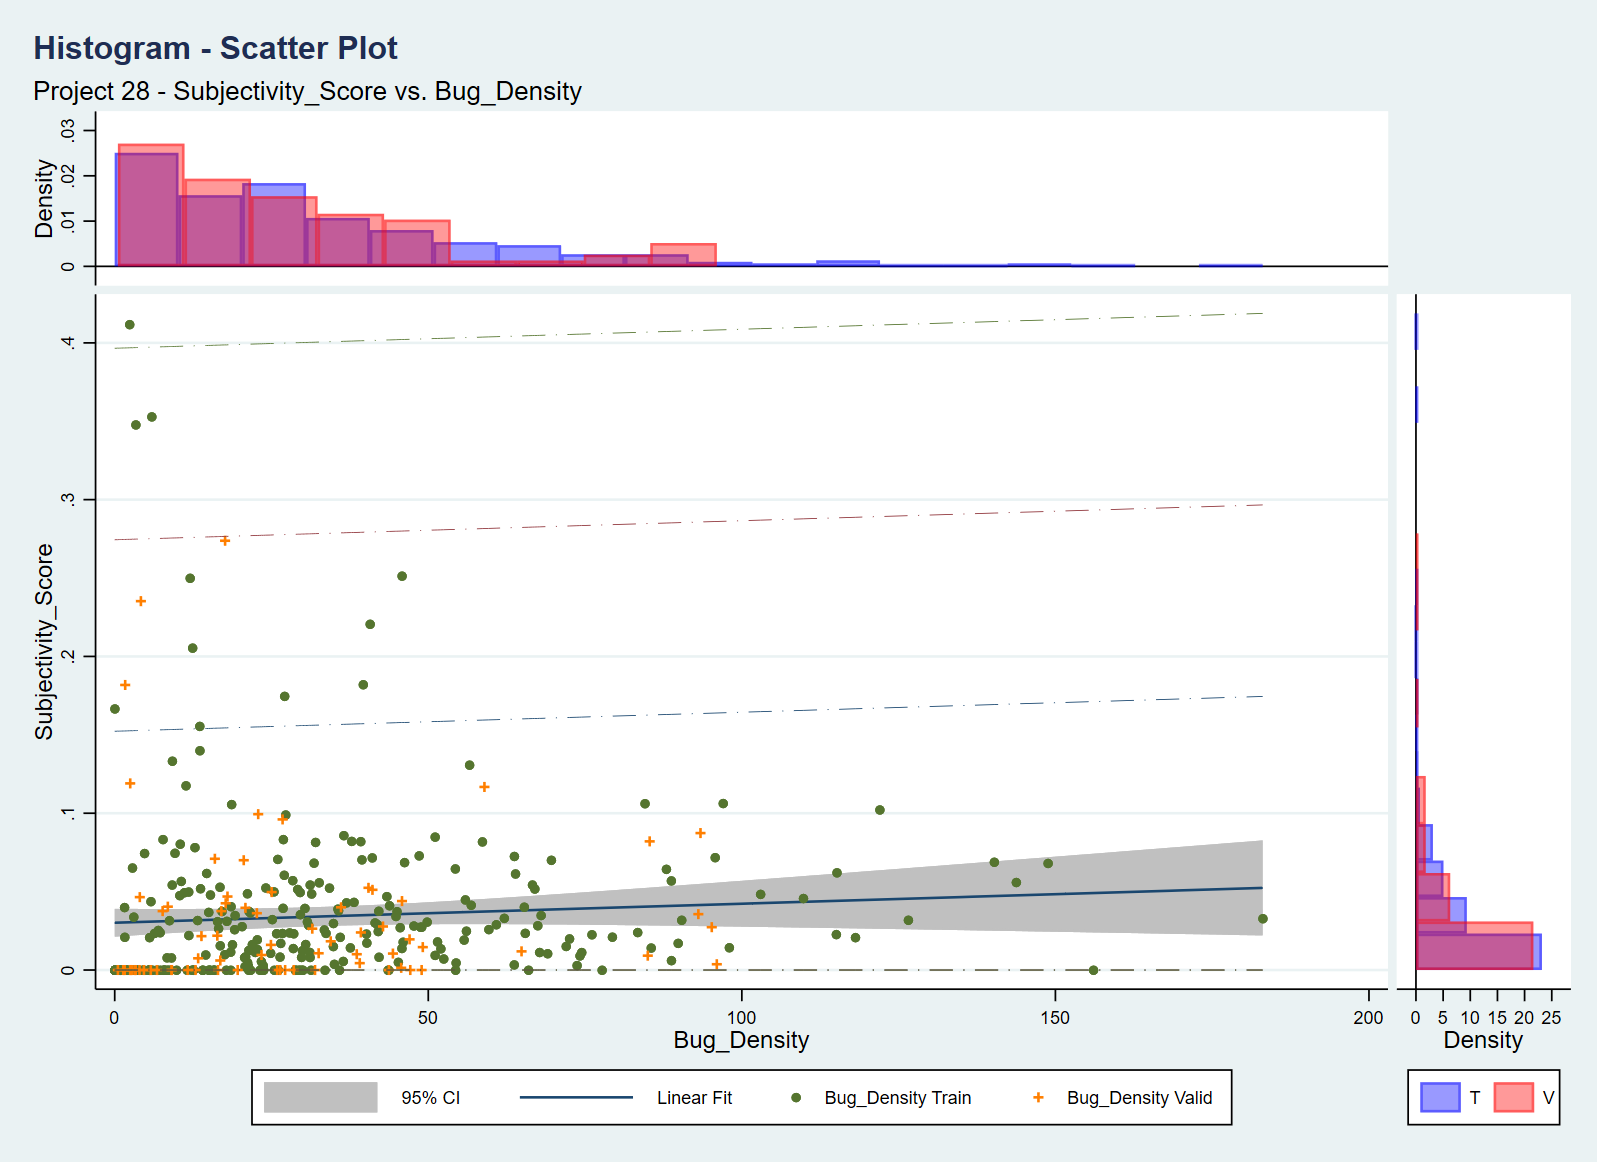 Histogram - Scatter Plot
Project 28 - Subjectivity_Score vs. Bug_Density
Density
.03
.02
.01
0
Subjectivity_Score
.4
.3
.2
.1
0
0 50 100 150 200
Bug_Density
0 5 10 15 20 25
Density
95% CI Linear Fit Bug_Density Train Bug_Density Valid
T V